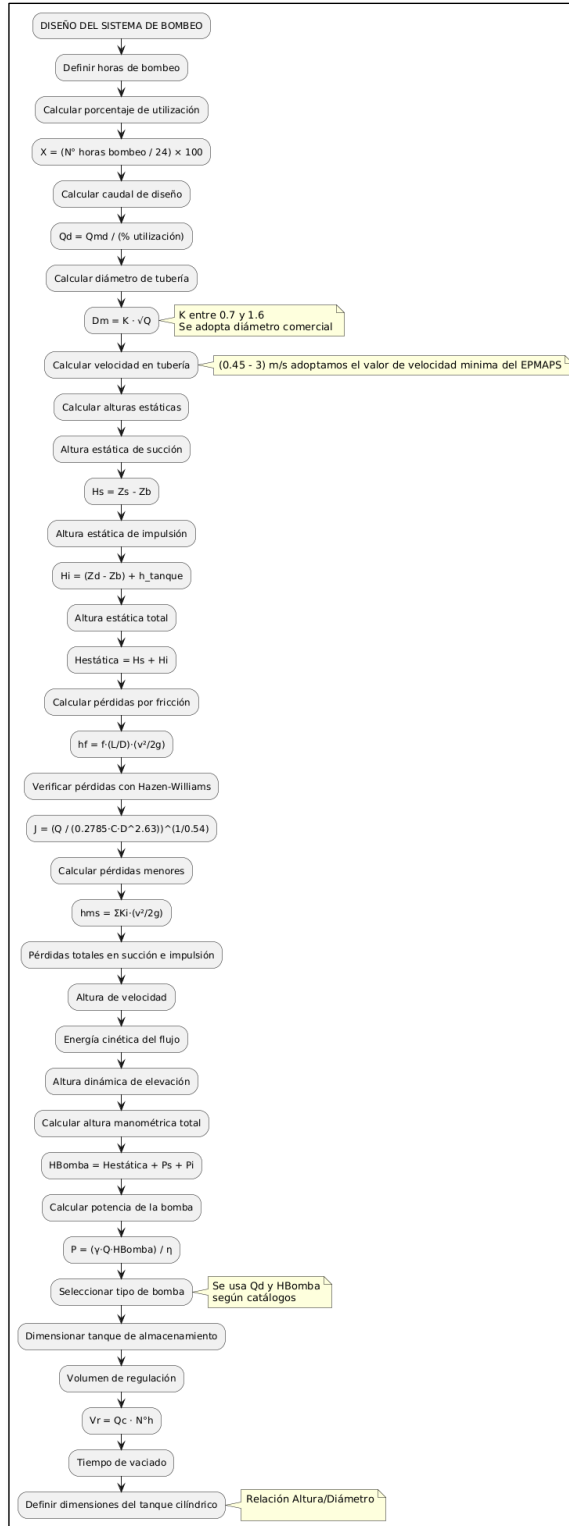 DISEÑO DEL SISTEMA DE BOMBEO
Definir horas de bombeo
Calcular porcentaje de utilización
X = (N° horas bombeo / 24) × 100
Calcular caudal de diseño
Qd = Qmd / (% utilización)
Calcular diámetro de tubería
Dm = K · √Q
K entre 0.7 y 1.6
Se adopta diámetro comercial
Calcular velocidad en tubería
(0.45 - 3) m/s adoptamos el valor de velocidad minima del EPMAPS
Calcular alturas estáticas
Altura estática de succión
Hs = Zs - Zb
Altura estática de impulsión
Hi = (Zd - Zb) + h_tanque
Altura estática total
Hestática = Hs + Hi
Calcular pérdidas por fricción
hf = f·(L/D)·(v²/2g)
Verificar pérdidas con Hazen-Williams
J = (Q / (0.2785·C·D^2.63))^(1/0.54)
Calcular pérdidas menores
hms = ΣKi·(v²/2g)
Pérdidas totales en succión e impulsión
Altura de velocidad
Energía cinética del flujo
Altura dinámica de elevación
Calcular altura manométrica total
HBomba = Hestática + Ps + Pi
Calcular potencia de la bomba
P = (γ·Q·HBomba) / η
Seleccionar tipo de bomba
Se usa Qd y HBomba
según catálogos
Dimensionar tanque de almacenamiento
Volumen de regulación
Vr = Qc · N°h
Tiempo de vaciado
Definir dimensiones del tanque cilíndrico
Relación Altura/Diámetro